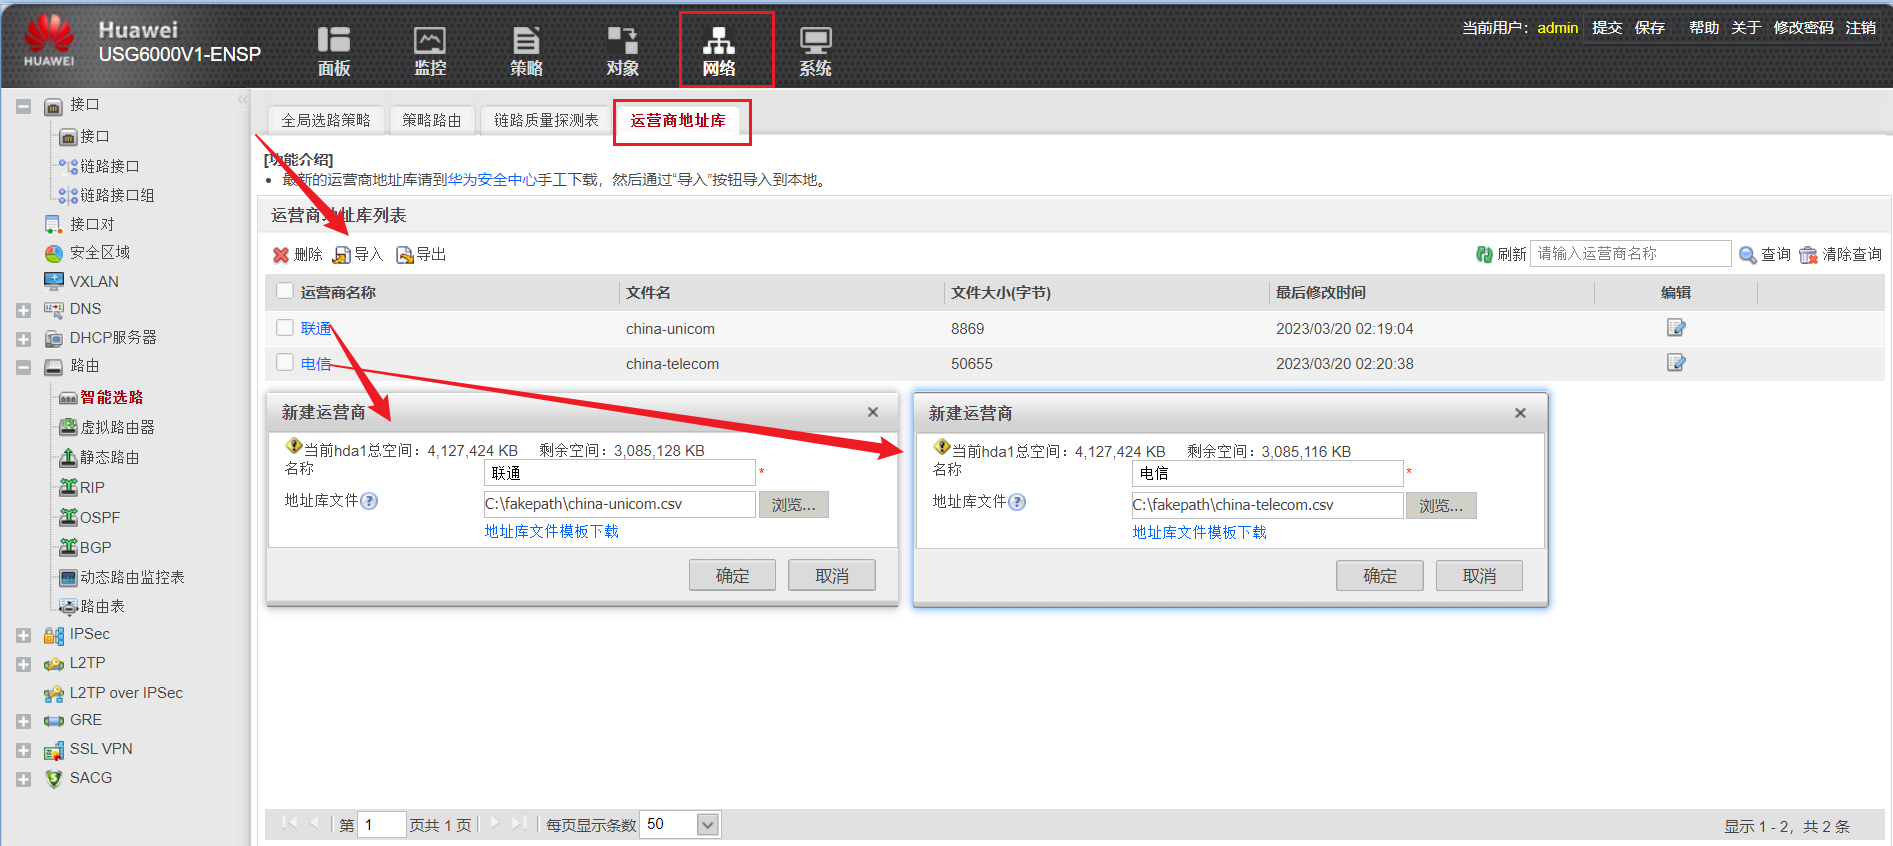 HUAWEI
Huawei
USG6000V1-ENSP
面板
监控
策略
对象
网络
系统
当前用户：admin 提交 保存 帮助 关于 修改密码 注销
接口
接口
链路接口
链路接口组
接口对
安全区域
VXLAN
DNS
DHCP服务器
路由
智能选路
虚拟路由器
静态路由
RIP
OSPF
BGP
动态路由监控表
路由表
IPSec
L2TP
L2TP over IPSec
GRE
SSL VPN
SACG
全局选路策略 策略路由 链路质量探测表 运营商地址库
[功能介绍]
• 最新的运营商地址库请到华为安全中心手工下载，然后通过“导入”按钮导入到本地。
运营商地址库列表
删除 导入 导出 刷新 请输入运营商名称 查询 清除查询
运营商名称 文件名 文件大小(字节) 最后修改时间 编辑
联通 china-unicom 8869 2023/03/20 02:19:04
电信 china-telecom 50655 2023/03/20 02:20:38
新建运营商
当前hda1总空间：4,127,424 KB 剩余空间：3,085,128 KB
名称 联通 *
地址库文件 C:\fakepath\china-unicom.csv 浏览...
地址库文件模板下载
确定 取消
新建运营商
当前hda1总空间：4,127,424 KB 剩余空间：3,085,116 KB
名称 电信 *
地址库文件 C:\fakepath\china-telecom.csv 浏览...
地址库文件模板下载
确定 取消
第 1 页共 1 页 每页显示条数 50 显示 1 - 2，共 2 条